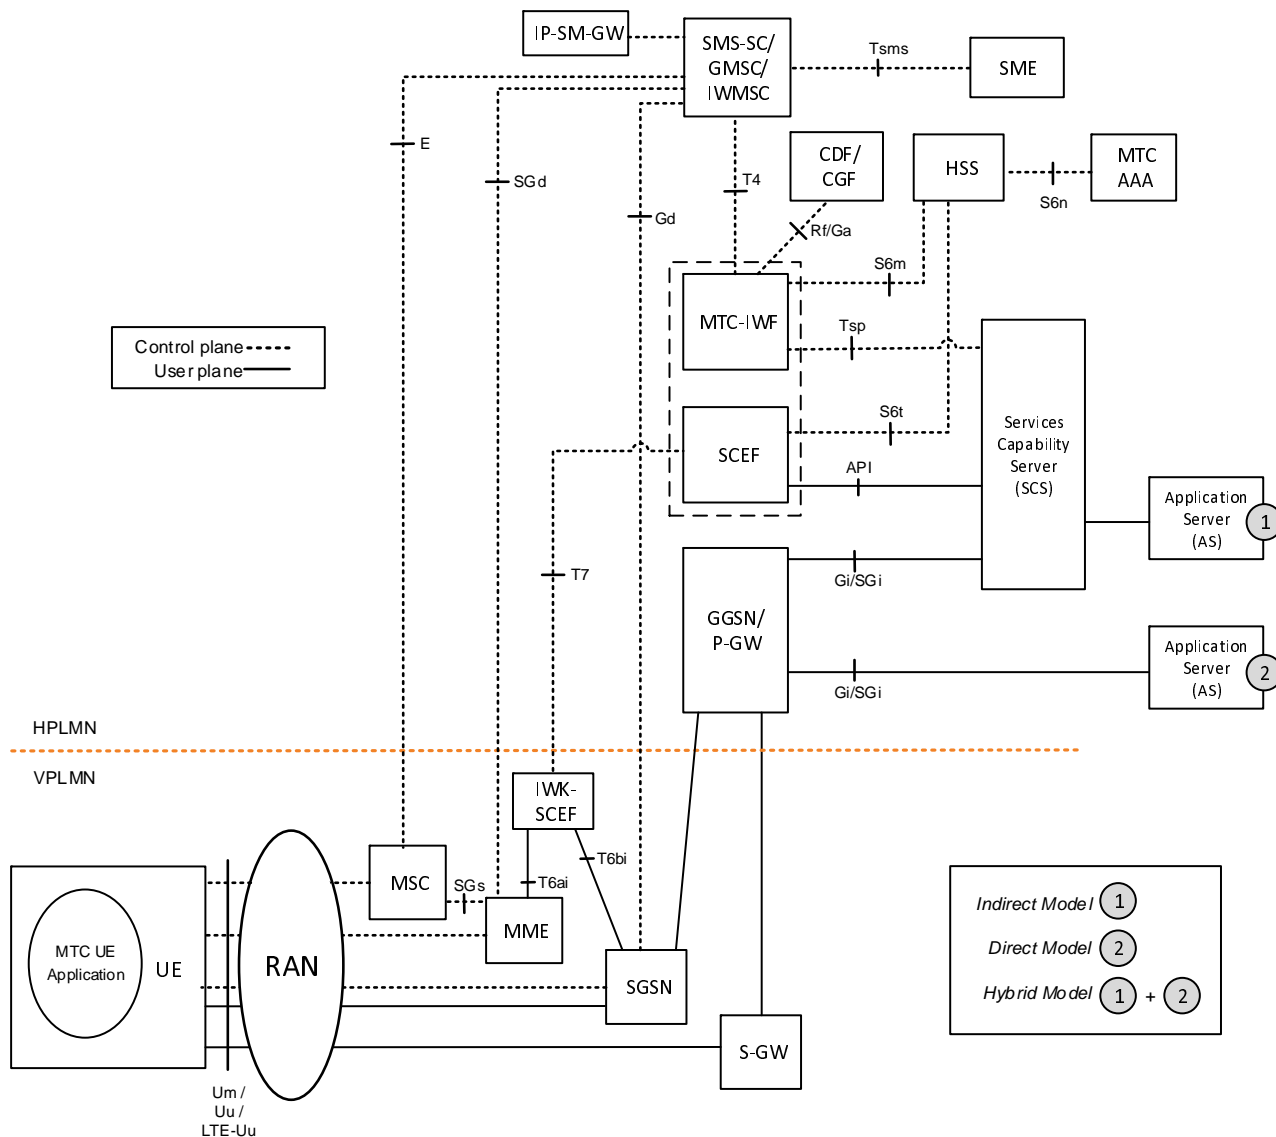 IP-SM-GW
SMS-SC/
GMSC/
IWMSC
Tsms
SME
E
SGd
Gd
T4
CDF/
CGF
HSS
MTC
AAA
S6n
Rf/Ga
S6m
MTC-IWF
Tsp
Control plane
User plane
S6t
SCEF
API
Services
Capability
Server
(SCS)
Application
Server
(AS)
1
T7
Gi/SGi
GGSN/
P-GW
Gi/SGi
Application
Server
(AS)
2
HPLMN
VPLMN
IWK-
SCEF
T6bi
T6ai
MSC
SGs
MME
MTC UE
Application
UE
RAN
SGSN
S-GW
Um /
Uu /
LTE-Uu
Indirect Model 1
Direct Model 2
Hybrid Model 1 + 2